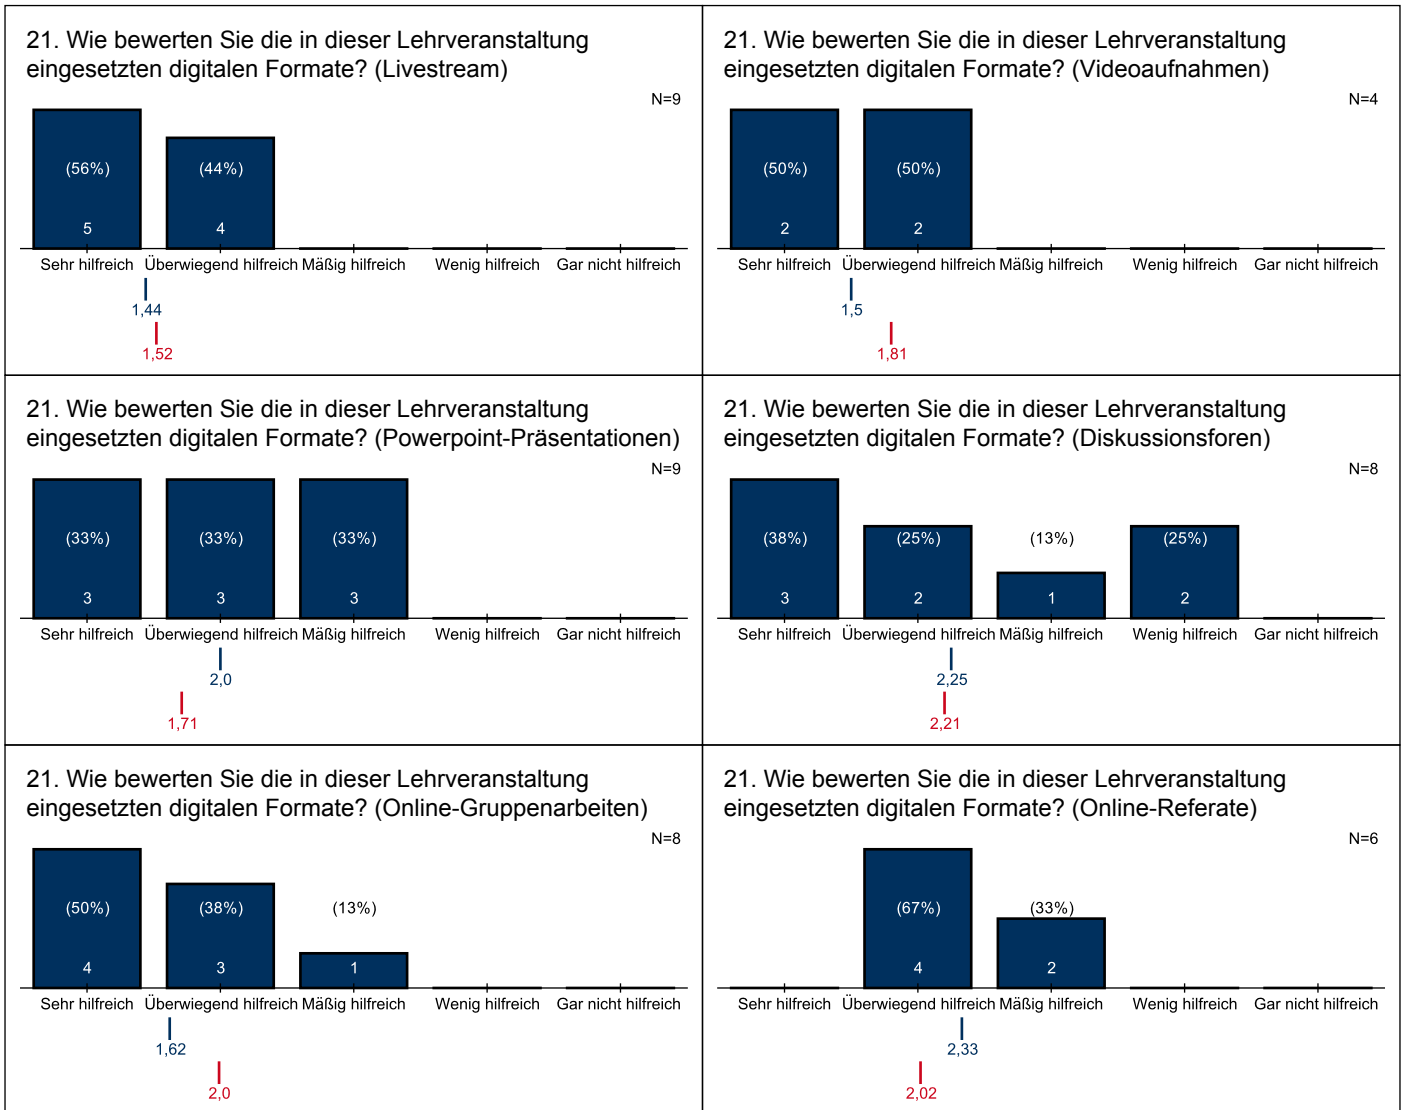 21. Wie bewerten Sie die in dieser Lehrveranstaltung
eingesetzten digitalen Formate? (Livestream)
N=9
(56%) (44%)
5 4
Sehr hilfreich Überwiegend hilfreich Mäßig hilfreich Wenig hilfreich Gar nicht hilfreich
1,44
1,52
21. Wie bewerten Sie die in dieser Lehrveranstaltung
eingesetzten digitalen Formate? (Videoaufnahmen)
N=4
(50%) (50%)
2 2
Sehr hilfreich Überwiegend hilfreich Mäßig hilfreich Wenig hilfreich Gar nicht hilfreich
1,5
1,81
21. Wie bewerten Sie die in dieser Lehrveranstaltung
eingesetzten digitalen Formate? (Powerpoint-Präsentationen)
N=9
(33%) (33%) (33%)
3 3 3
Sehr hilfreich Überwiegend hilfreich Mäßig hilfreich Wenig hilfreich Gar nicht hilfreich
2,0
1,71
21. Wie bewerten Sie die in dieser Lehrveranstaltung
eingesetzten digitalen Formate? (Diskussionsforen)
N=8
(38%) (25%) (13%) (25%)
3 2 1 2
Sehr hilfreich Überwiegend hilfreich Mäßig hilfreich Wenig hilfreich Gar nicht hilfreich
2,25
2,21
21. Wie bewerten Sie die in dieser Lehrveranstaltung
eingesetzten digitalen Formate? (Online-Gruppenarbeiten)
N=8
(50%) (38%) (13%)
4 3 1
Sehr hilfreich Überwiegend hilfreich Mäßig hilfreich Wenig hilfreich Gar nicht hilfreich
1,62
2,0
21. Wie bewerten Sie die in dieser Lehrveranstaltung
eingesetzten digitalen Formate? (Online-Referate)
N=6
(67%) (33%)
4 2
Sehr hilfreich Überwiegend hilfreich Mäßig hilfreich Wenig hilfreich Gar nicht hilfreich
2,33
2,02